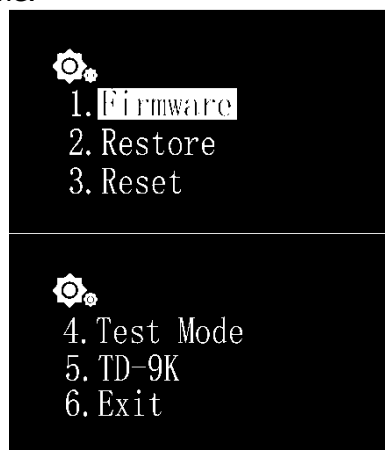 1. Firmware
2. Restore
3. Reset
4. Test Mode
5. TD-9K
6. Exit